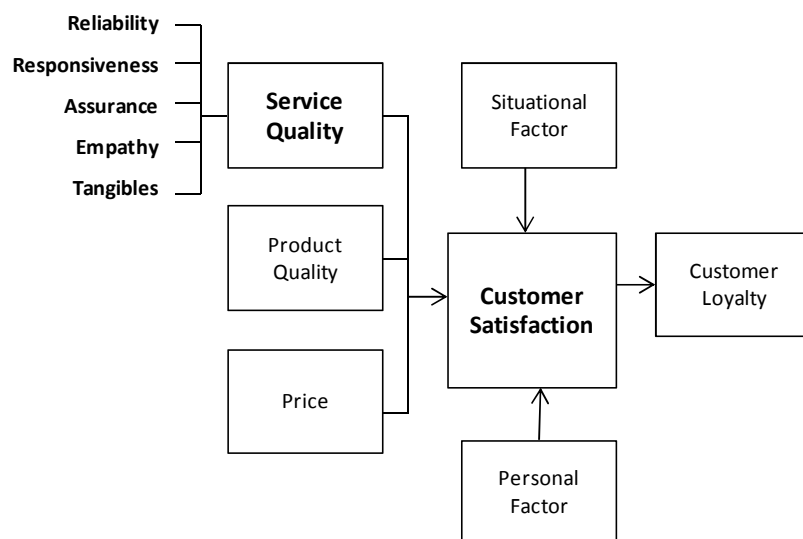 Reliability
Responsiveness
Assurance
Empathy
Tangibles
Service
Quality
Product
Quality
Price
Situational
Factor
Customer
Satisfaction
Personal
Factor
Customer
Loyalty